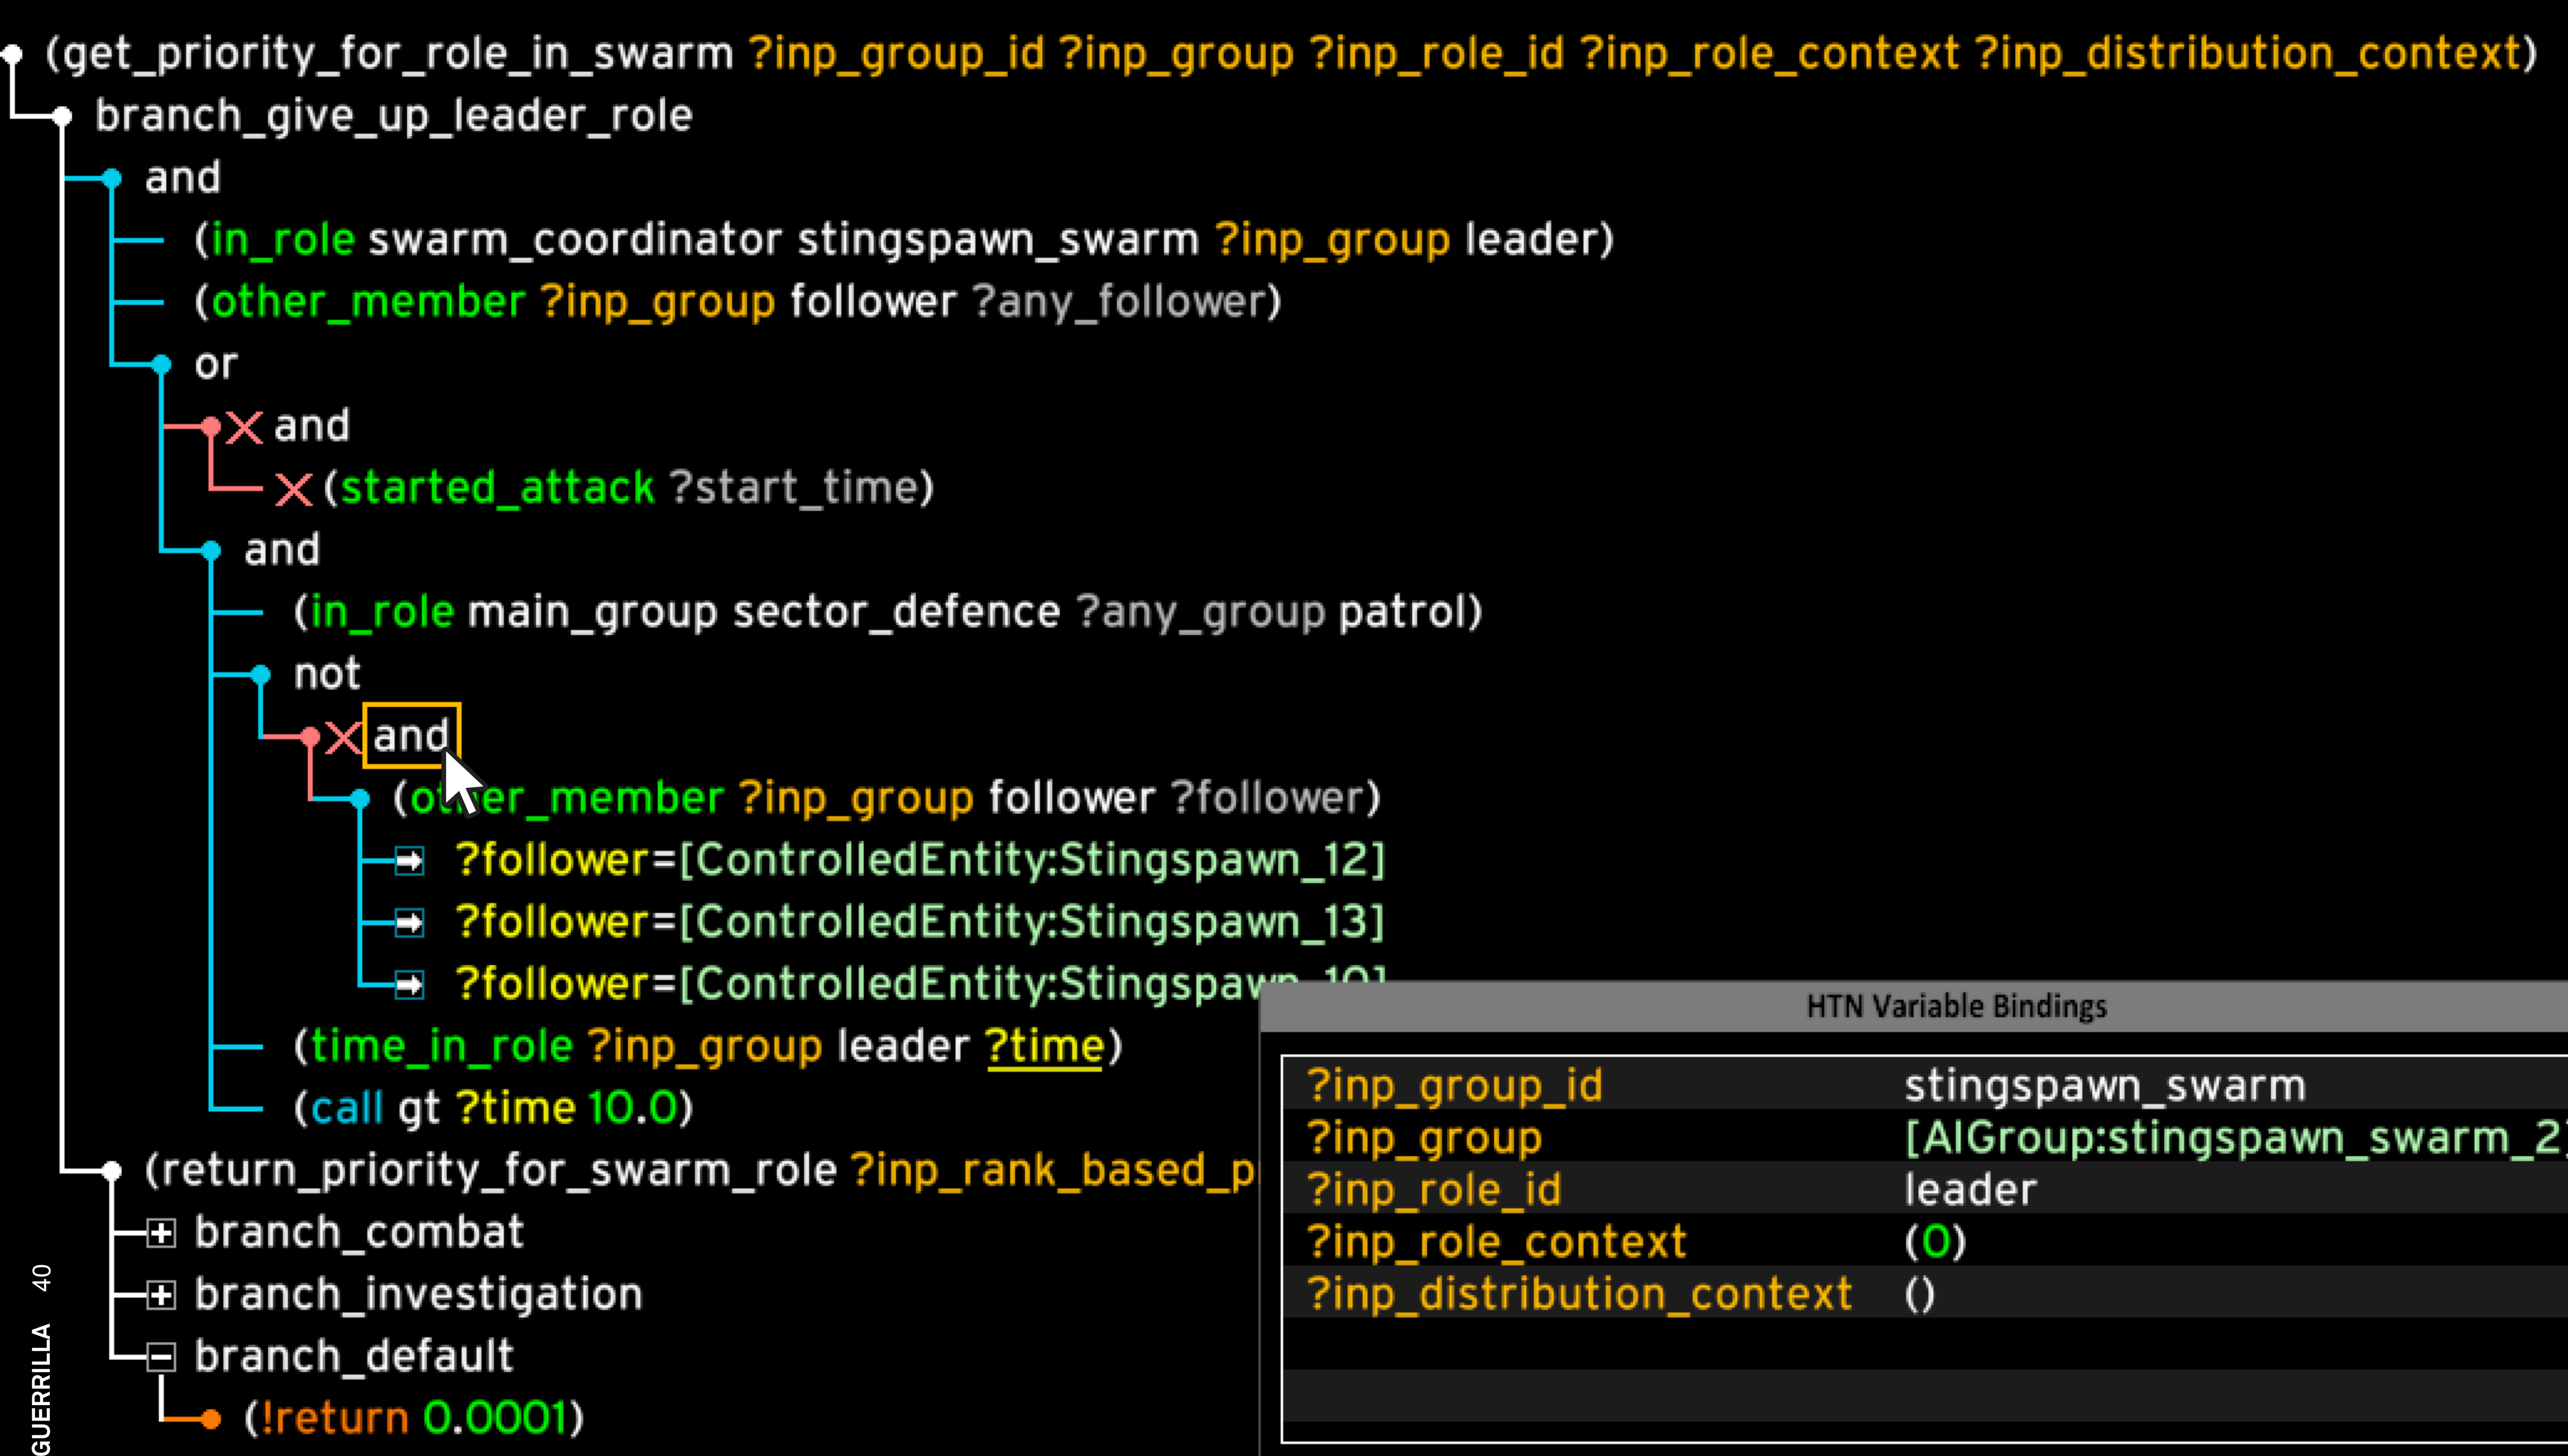 (get_priority_for_role_in_swarm ?inp_group_id ?inp_group ?inp_role_id ?inp_role_context ?inp_distribution_context)
branch_give_up_leader_role
and
(in_role swarm_coordinator stingspawn_swarm ?inp_group leader)
(other_member ?inp_group follower ?any_follower)
or
and
(started_attack ?start_time)
and
(in_role main_group sector_defence ?any_group patrol)
not
and
(other_member ?inp_group follower ?follower)
?follower=[ControlledEntity:Stingspawn_12]
?follower=[ControlledEntity:Stingspawn_13]
?follower=[ControlledEntity:Stingspawn_10]
(time_in_role ?inp_group leader ?time)
(call gt ?time 10.0)
(return_priority_for_swarm_role ?inp_rank_based_p
branch_combat
branch_investigation
branch_default
(!return 0.0001)
HTN Variable Bindings
?inp_group_id stingspawn_swarm
?inp_group [AIGroup:stingspawn_swarm_2]
?inp_role_id leader
?inp_role_context (0)
?inp_distribution_context ()
GUERRILLA 40